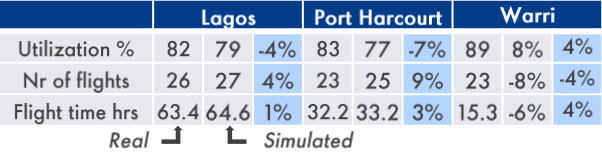 Lagos Port Harcourt Warri
Utilization % 82 79 -4% 83 77 -7% 89 8% 4%
Nr of flights 26 27 4% 23 25 9% 23 -8% -4%
Flight time hrs 63.4 64.6 1% 32.2 33.2 3% 15.3 -6% 4%
Real Simulated